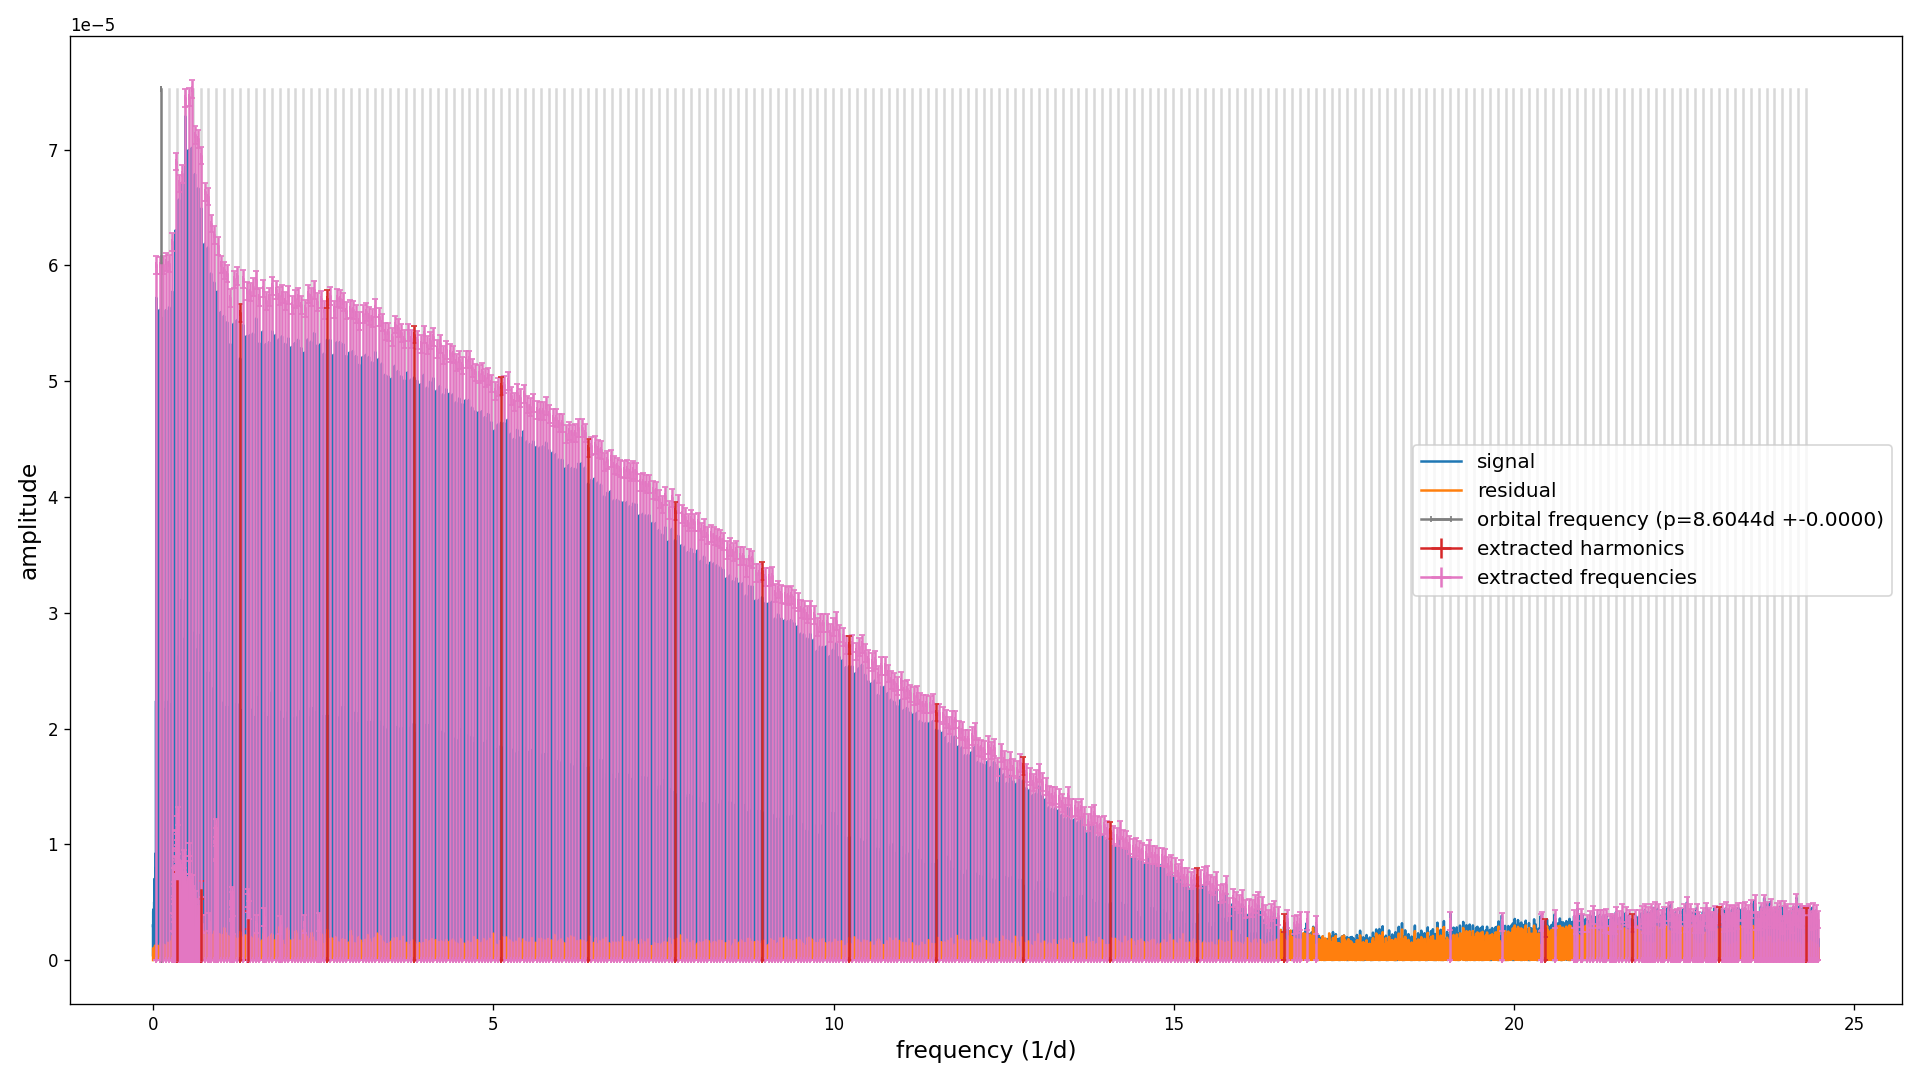 1e−5
7
6
5
4
3
2
1
0
amplitude
signal
residual
orbital frequency (p=8.6044d +-0.0000)
extracted harmonics
extracted frequencies
0 5 10 15 20 25
frequency (1/d)